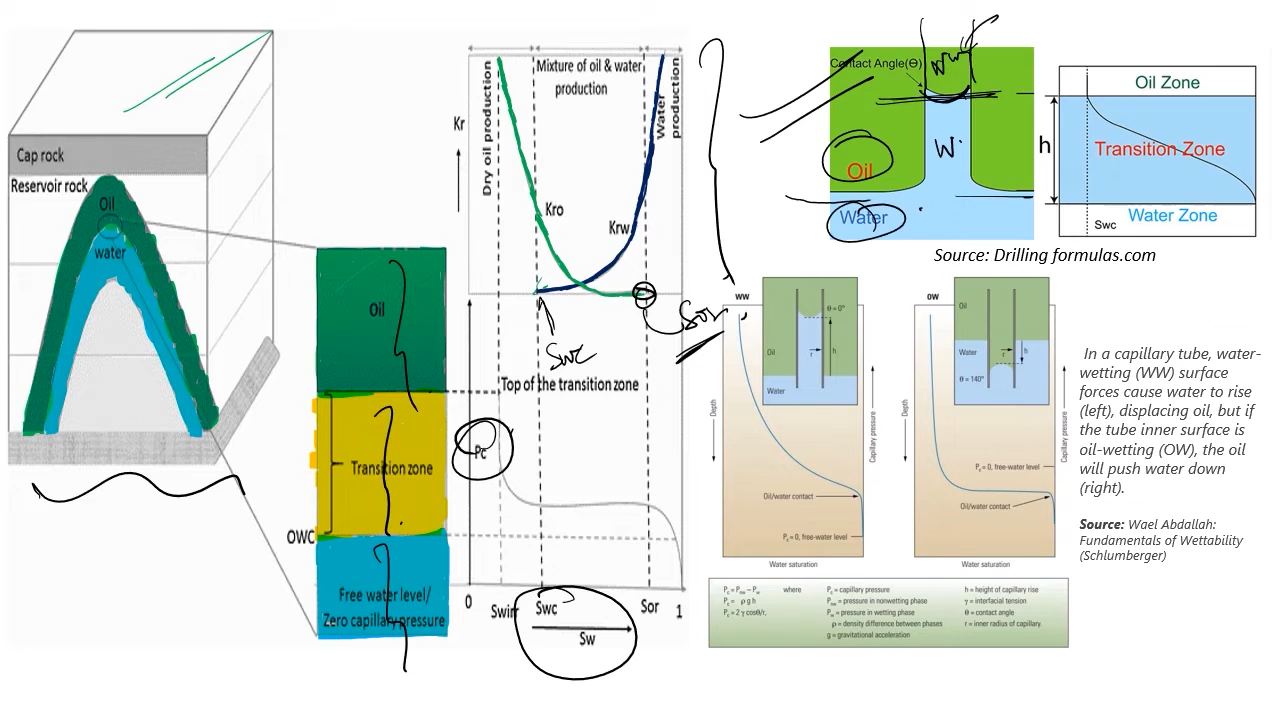 Cap rock
Reservoir rock
Oil
water
Oil
Transition zone
OWC
Free water level/
Zero capillary pressure
Kr
Dry oil production
Mixture of oil & water
production
Water
production
Kro
Krw
Swc
Sor
Top of the transition zone
Pc
0
Swirr
Swc
Sor
1
Sw
Contact Angle(Θ)
W
Oil
Water
h
Oil Zone
Transition Zone
Water Zone
Swc
Source: Drilling formulas.com
WW
Oil
Water
θ = 0°
r
h
Depth
Capillary pressure
Oil/water contact
Pc = 0, free-water level
Water saturation
OW
Oil
Water
θ = 140°
r
h
Depth
Capillary pressure
Pc = 0, free-water level
Oil/water contact
Water saturation
In a capillary tube, water-
wetting (WW) surface
forces cause water to rise
(left), displacing oil, but if
the tube inner surface is
oil-wetting (OW), the oil
will push water down
(right).
Source: Wael Abdallah:
Fundamentals of Wettability
(Schlumberger)
Pc = Pnw – Pw where
Pc = ρ g h
Pc = 2 γ cosθ/r,
Pc = capillary pressure
Pnw = pressure in nonwetting phase
Pw = pressure in wetting phase
ρ = density difference between phases
g = gravitational acceleration
h = height of capillary rise
γ = interfacial tension
θ = contact angle
r = inner radius of capillary.